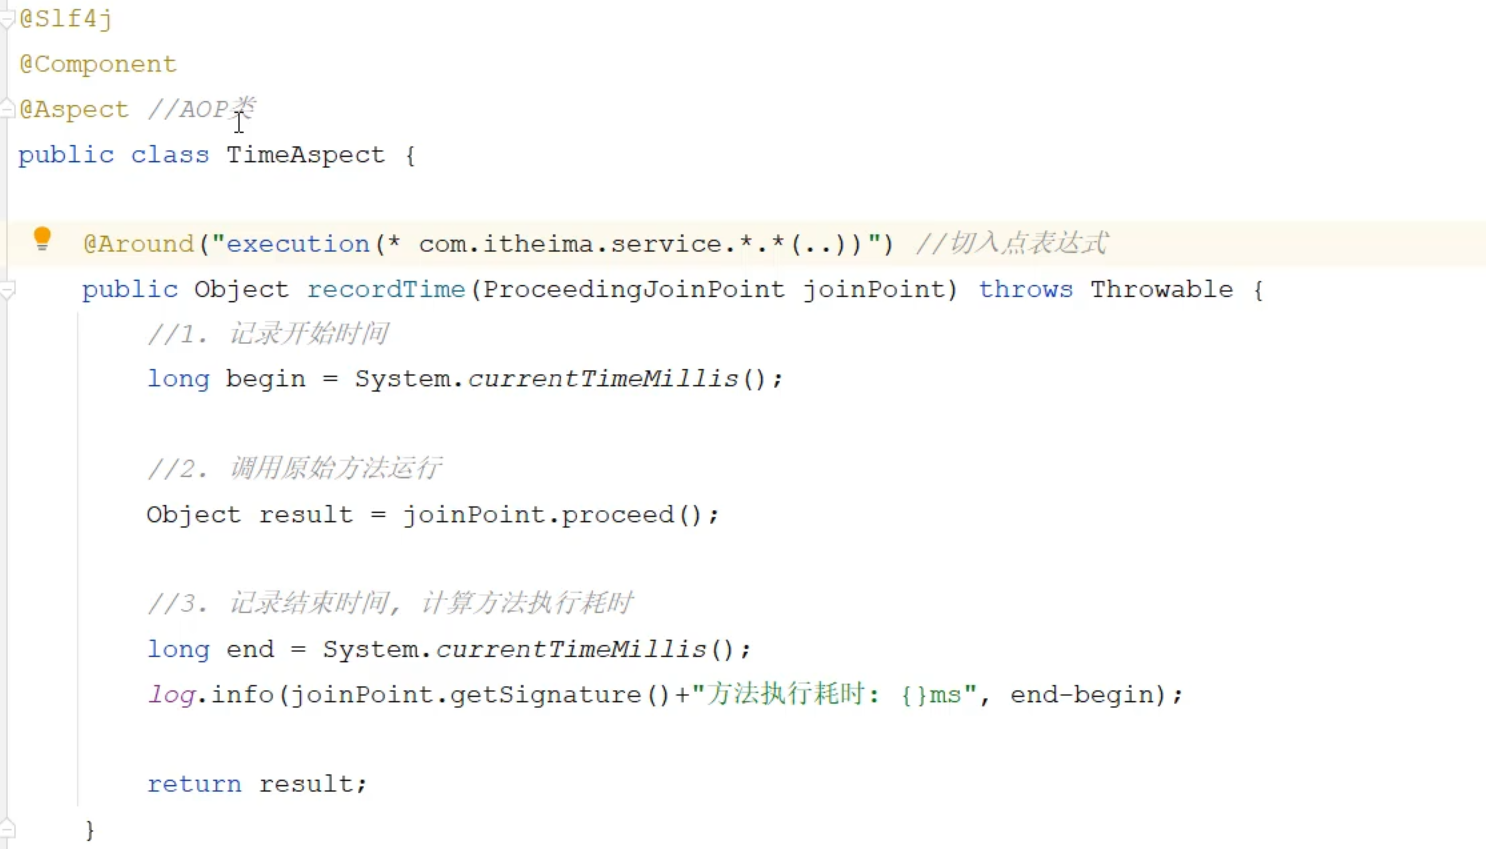 @Slf4j
@Component
@Aspect //AOP类
public class TimeAspect {
@Around("execution(* com.itheima.service.*.*(..))") //切入点表达式
public Object recordTime(ProceedingJoinPoint joinPoint) throws Throwable {
//1. 记录开始时间
long begin = System.currentTimeMillis();
//2. 调用原始方法运行
Object result = joinPoint.proceed();
//3. 记录结束时间, 计算方法执行耗时
long end = System.currentTimeMillis();
log.info(joinPoint.getSignature()+"方法执行耗时: {}ms", end-begin);
return result;
}